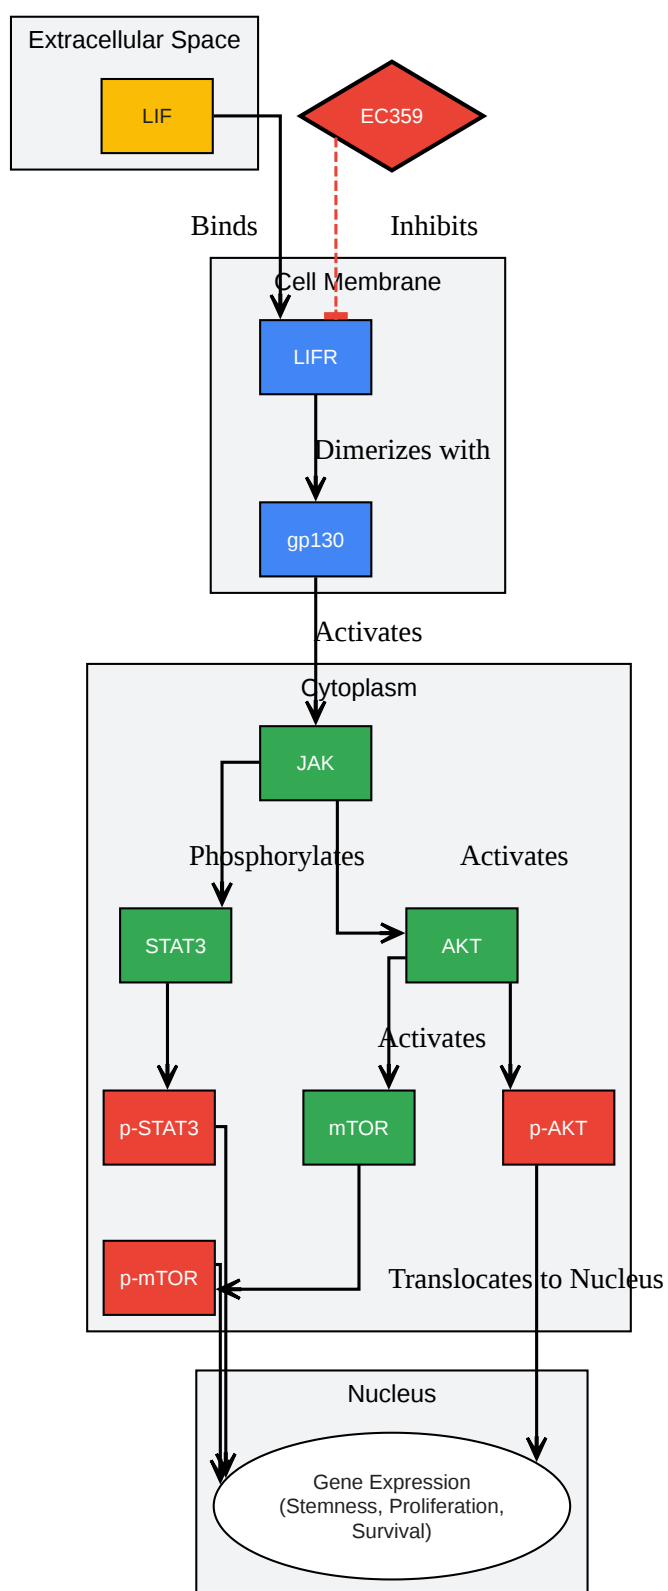 Extracellular Space
LIF
EC359
Binds
Inhibits
Cell Membrane
LIFR
Dimerizes with
gp130
Activates
Cytoplasm
JAK
Phosphorylates
Activates
STAT3
AKT
Activates
p-STAT3
mTOR
p-AKT
p-mTOR
Translocates to Nucleus
Nucleus
Gene Expression
(Stemness, Proliferation,
Survival)